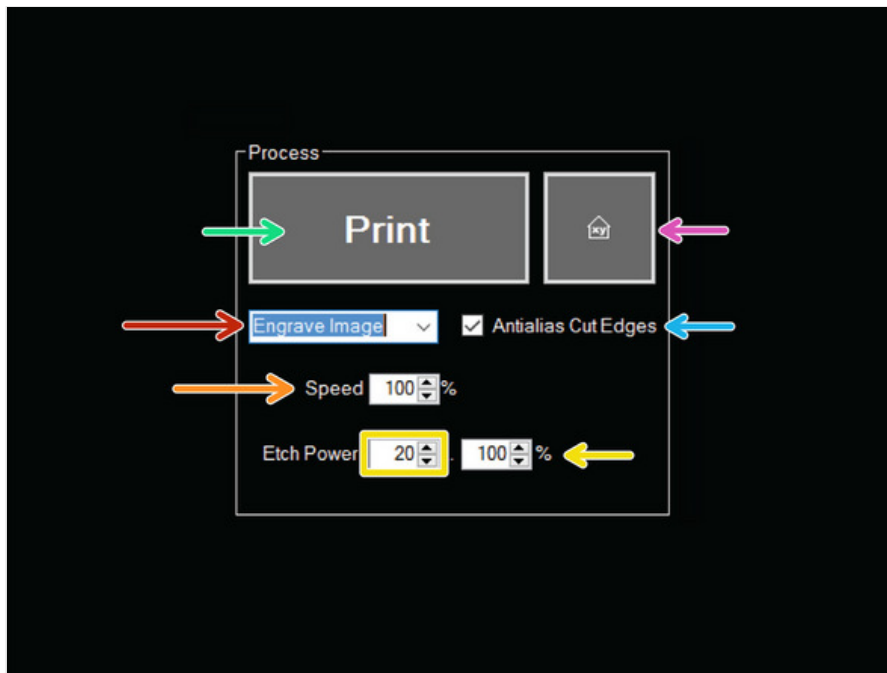 Process
Print xy
Engrave Image Antialias Cut Edges
Speed 100 %
Etch Power 20 . 100 %